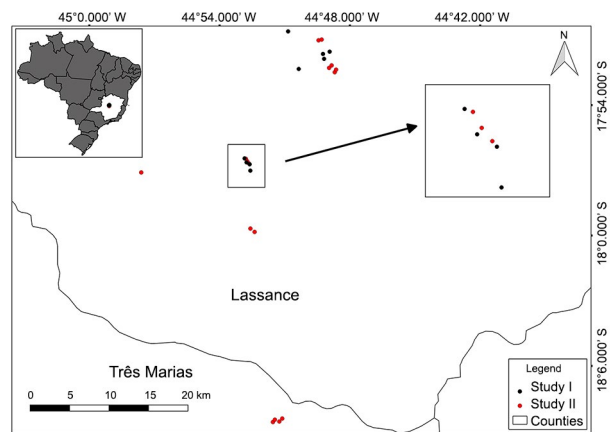 45°0.000' W
44°54.000' W
44°48.000' W
44°42.000' W
N
17°54.000' S
18°0.000' S
18°6.000' S
Lassance
Três Marias
0 5 10 15 20 km
Legend
Study I
Study II
Counties